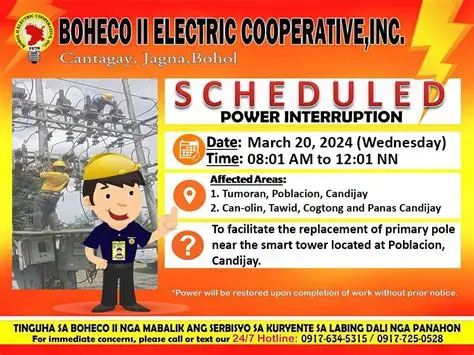 BOHECO II ELECTRIC COOPERATIVE,INC.
Cantagay, Jagna,Bohol
SCHEDULED
POWER INTERRUPTION
Date: March 20, 2024 (Wednesday)
Time: 08:01 AM to 12:01 NN
Affected Areas:
1. Tumoran, Poblacion, Candijay
2. Can-olin, Tawid, Cogtong and Panas Candijay
To facilitate the replacement of primary pole
near the smart tower located at Poblacion,
Candijay.
*Power will be restored upon completion of work without prior notice.
TINGUHA SA BOHECO II NGA MABALIK ANG SERBISYO SA KURYENTE SA LABING DALI NGA PANAHON
For immediate concerns, please call or text our 24/7 Hotline: 0917-634-5315 / 0917-725-0528